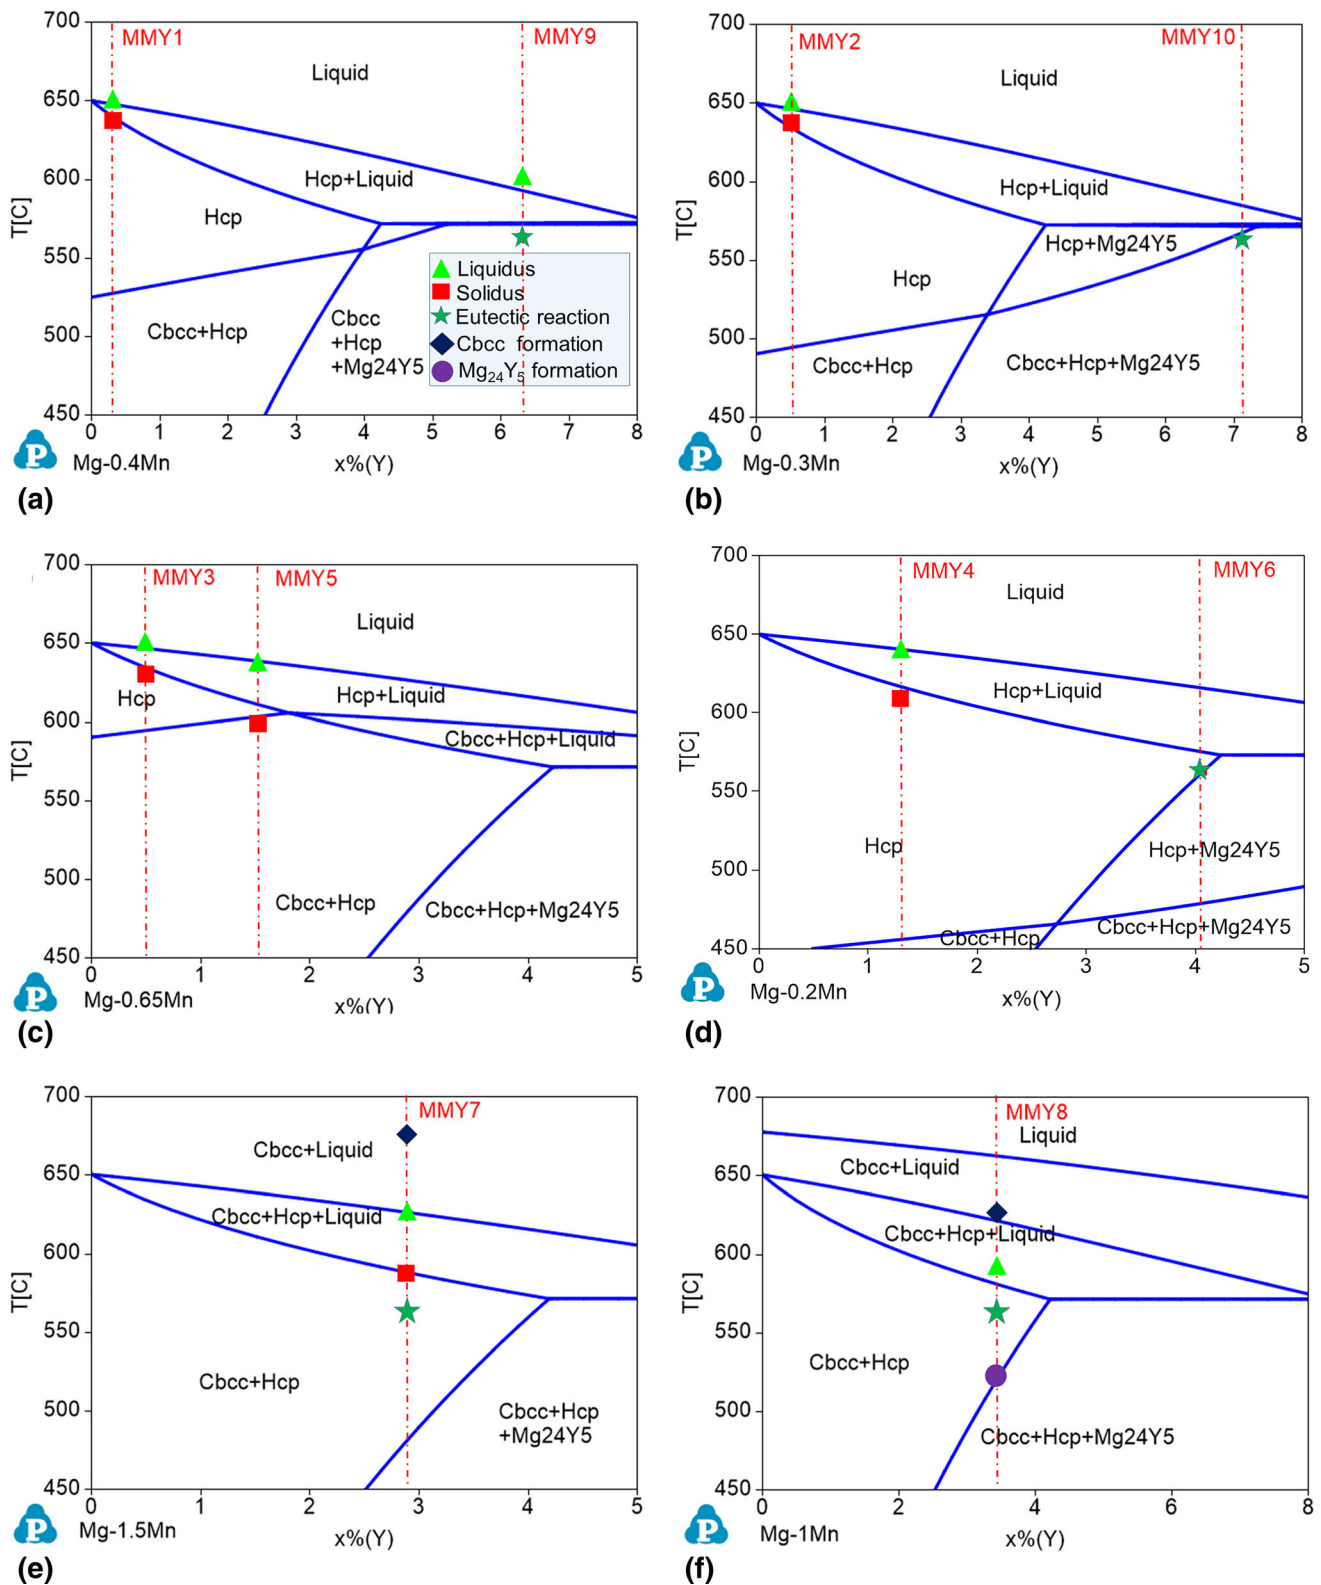 700
MMY1
MMY9
Liquid
650
600
Hcp+Liquid
Hcp
T[C]
550
Liquidus
Solidus
Eutectic reaction
Cbcc formation
Mg24Y5 formation
500
Cbcc+Hcp
Cbcc
+Hcp
+Mg24Y5
450
0 1 2 3 4 5 6 7 8
P
Mg-0.4Mn
x%(Y)
(a)
700
MMY2
MMY10
Liquid
650
600
Hcp+Liquid
T[C]
550
Hcp+Mg24Y5
Hcp
500
Cbcc+Hcp
Cbcc+Hcp+Mg24Y5
450
0 1 2 3 4 5 6 7 8
P
Mg-0.3Mn
x%(Y)
(b)
700
MMY3
MMY5
Liquid
650
Hcp
Hcp+Liquid
600
Cbcc+Hcp+Liquid
T[C]
550
500
Cbcc+Hcp
Cbcc+Hcp+Mg24Y5
450
0 1 2 3 4 5
P
Mg-0.65Mn
x%(Y)
(c)
700
MMY4
MMY6
Liquid
650
Hcp+Liquid
600
T[C]
550
Hcp
Hcp+Mg24Y5
500
Cbcc+Hcp
Cbcc+Hcp+Mg24Y5
450
0 1 2 3 4 5
P
Mg-0.2Mn
x%(Y)
(d)
700
MMY7
Cbcc+Liquid
650
Cbcc+Hcp+Liquid
600
T[C]
550
Cbcc+Hcp
500
Cbcc+Hcp
+Mg24Y5
450
0 1 2 3 4 5
P
Mg-1.5Mn
x%(Y)
(e)
700
MMY8
Liquid
Cbcc+Liquid
650
Cbcc+Hcp+Liquid
600
T[C]
550
Cbcc+Hcp
500
Cbcc+Hcp+Mg24Y5
450
0 2 4 6 8
P
Mg-1Mn
x%(Y)
(f)